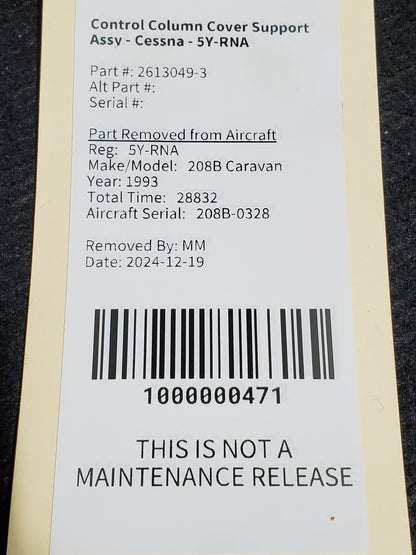 Control Column Cover Support
Assy - Cessna - 5Y-RNA
Part #: 2613049-3
Alt Part #:
Serial #:
Part Removed from Aircraft
Reg: 5Y-RNA
Make/Model: 208B Caravan
Year: 1993
Total Time: 28832
Aircraft Serial: 208B-0328
Removed By: MM
Date: 2024-12-19
1000000471
THIS IS NOT A
MAINTENANCE RELEASE